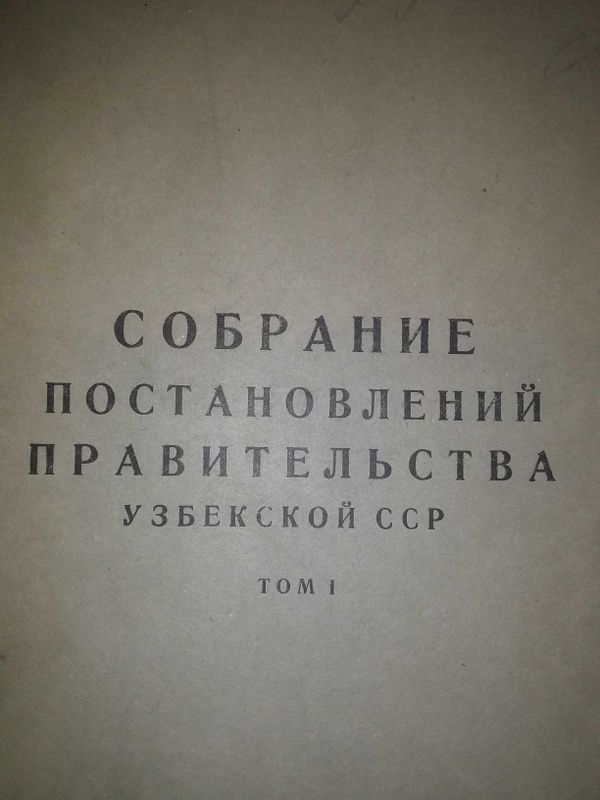 СОБРАНИЕ
ПОСТАНОВЛЕНИЙ
ПРАВИТЕЛЬСТВА
УЗБЕКСКОЙ ССР
ТОМ I